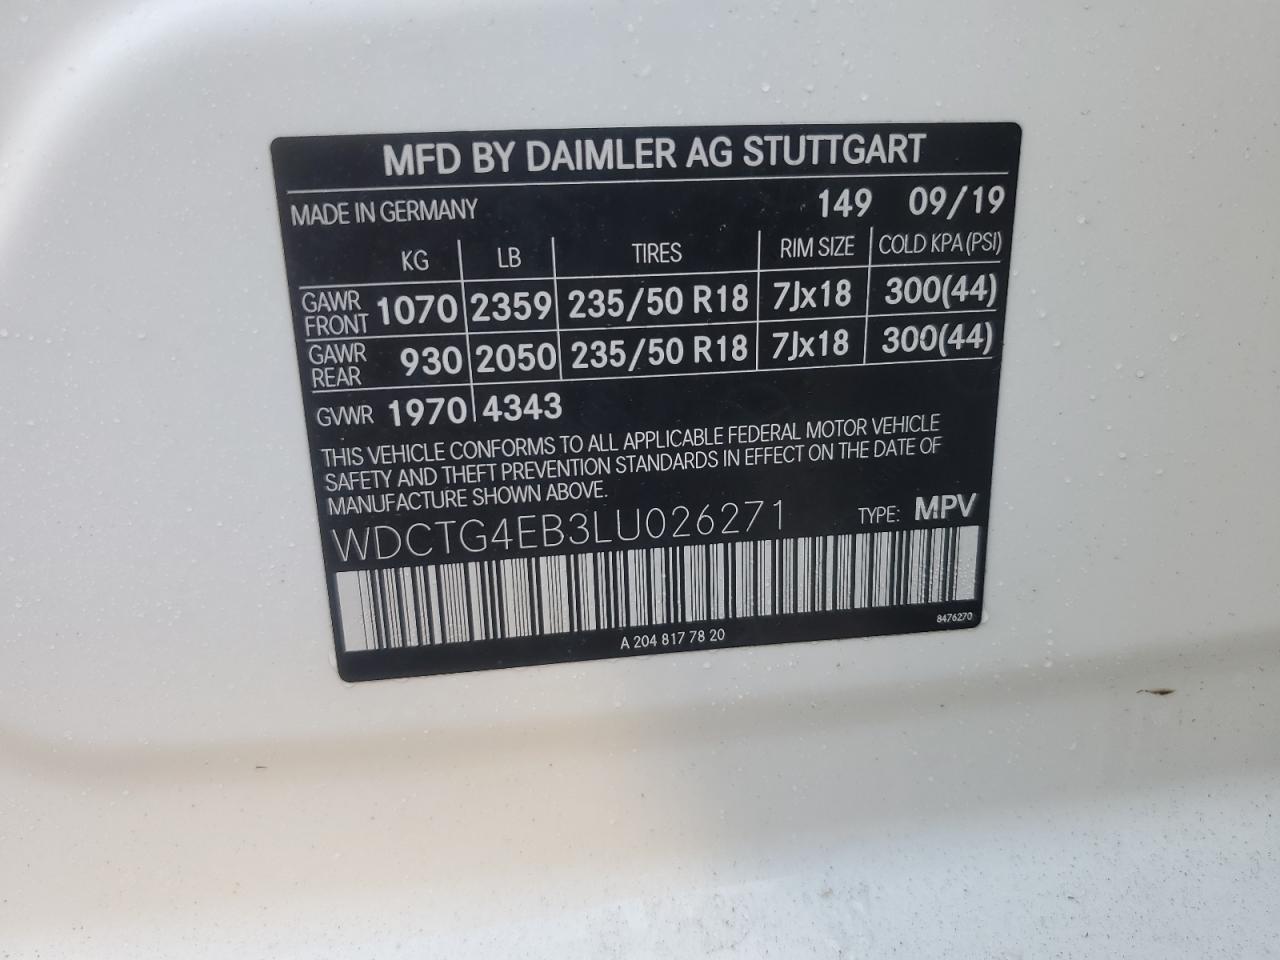 MFD BY DAIMLER AG STUTTGART
MADE IN GERMANY 149 09/19
KG LB TIRES RIM SIZE COLD KPA (PSI)
GAWR FRONT 1070 2359 235/50 R18 7Jx18 300(44)
GAWR REAR 930 2050 235/50 R18 7Jx18 300(44)
GVWR 1970 4343
THIS VEHICLE CONFORMS TO ALL APPLICABLE FEDERAL MOTOR VEHICLE
SAFETY AND THEFT PREVENTION STANDARDS IN EFFECT ON THE DATE OF
MANUFACTURE SHOWN ABOVE.
WDCTG4EB3LU026271 TYPE: MPV
A 204 817 78 20 8476270